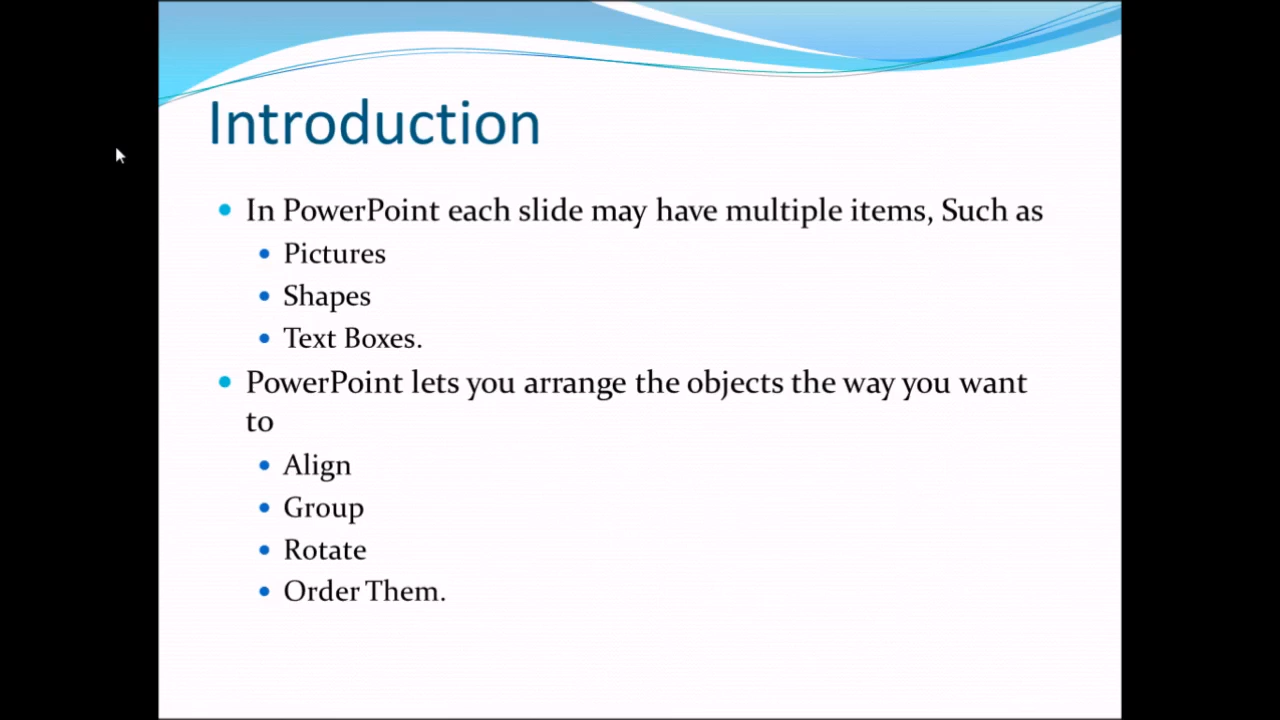 Introduction
In PowerPoint each slide may have multiple items, Such as
Pictures
Shapes
Text Boxes.
PowerPoint lets you arrange the objects the way you want
to
Align
Group
Rotate
Order Them.